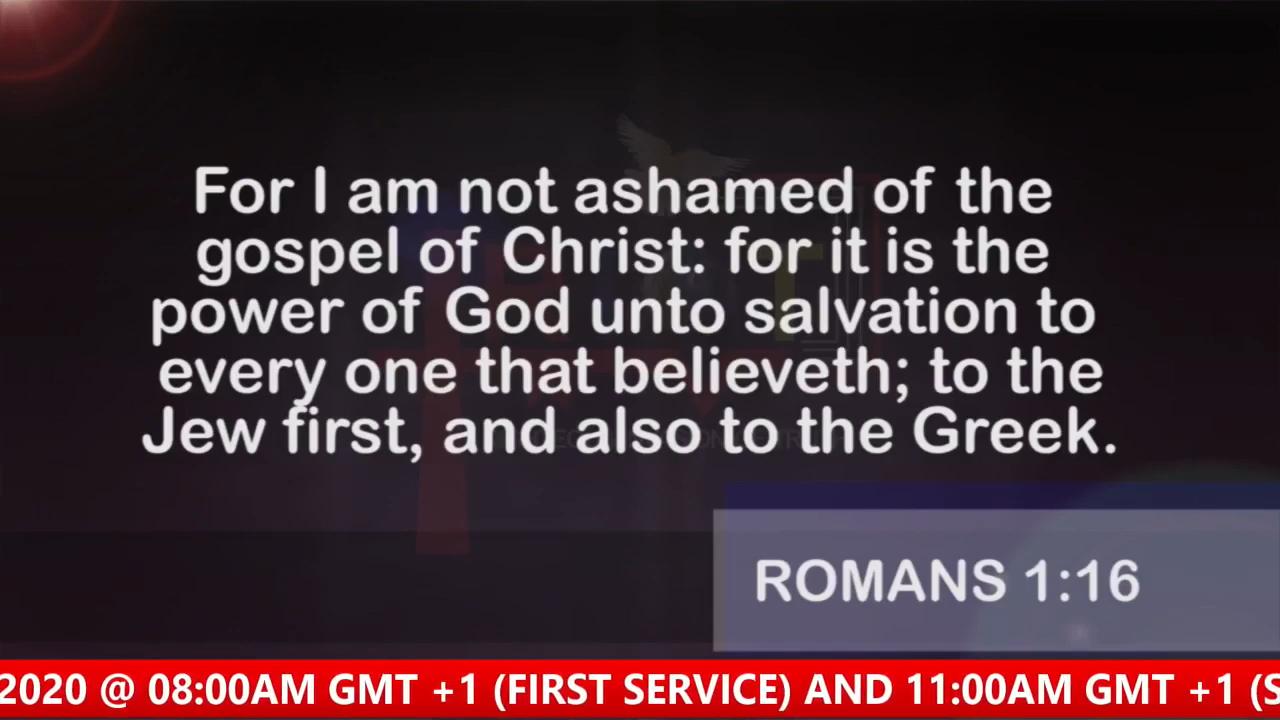 For I am not ashamed of the
gospel of Christ: for it is the
power of God unto salvation to
every one that believeth; to the
Jew first, and also to the Greek.
ROMANS 1:16
2020 @ 08:00AM GMT +1 (FIRST SERVICE) AND 11:00AM GMT +1 (S